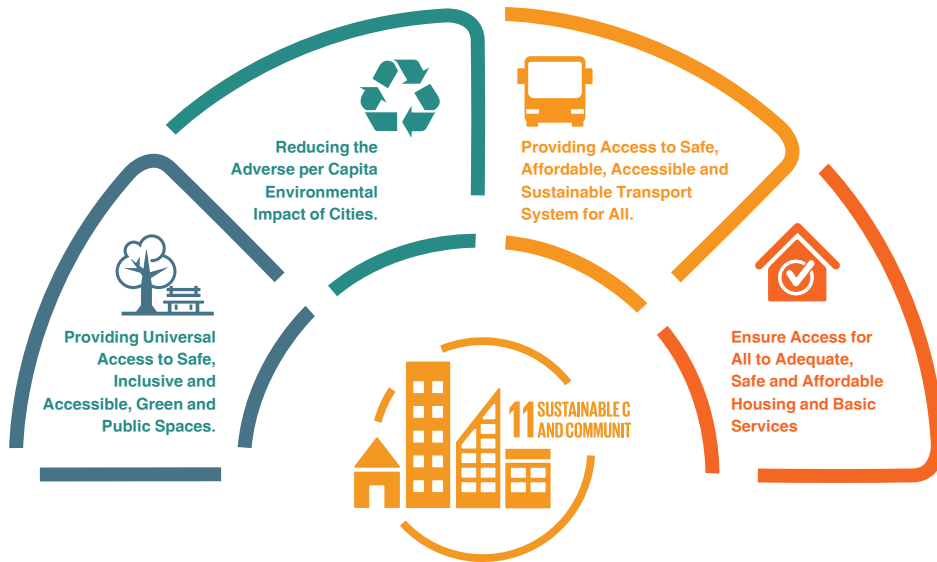 Reducing the
Adverse per Capita
Environmental
Impact of Cities.
Providing Access to Safe,
Affordable, Accessible and
Sustainable Transport
System for All.
Providing Universal
Access to Safe,
Inclusive and
Accessible, Green and
Public Spaces.
Ensure Access for
All to Adequate,
Safe and Affordable
Housing and Basic
Services
11 SUSTAINABLE C
AND COMMUNIT